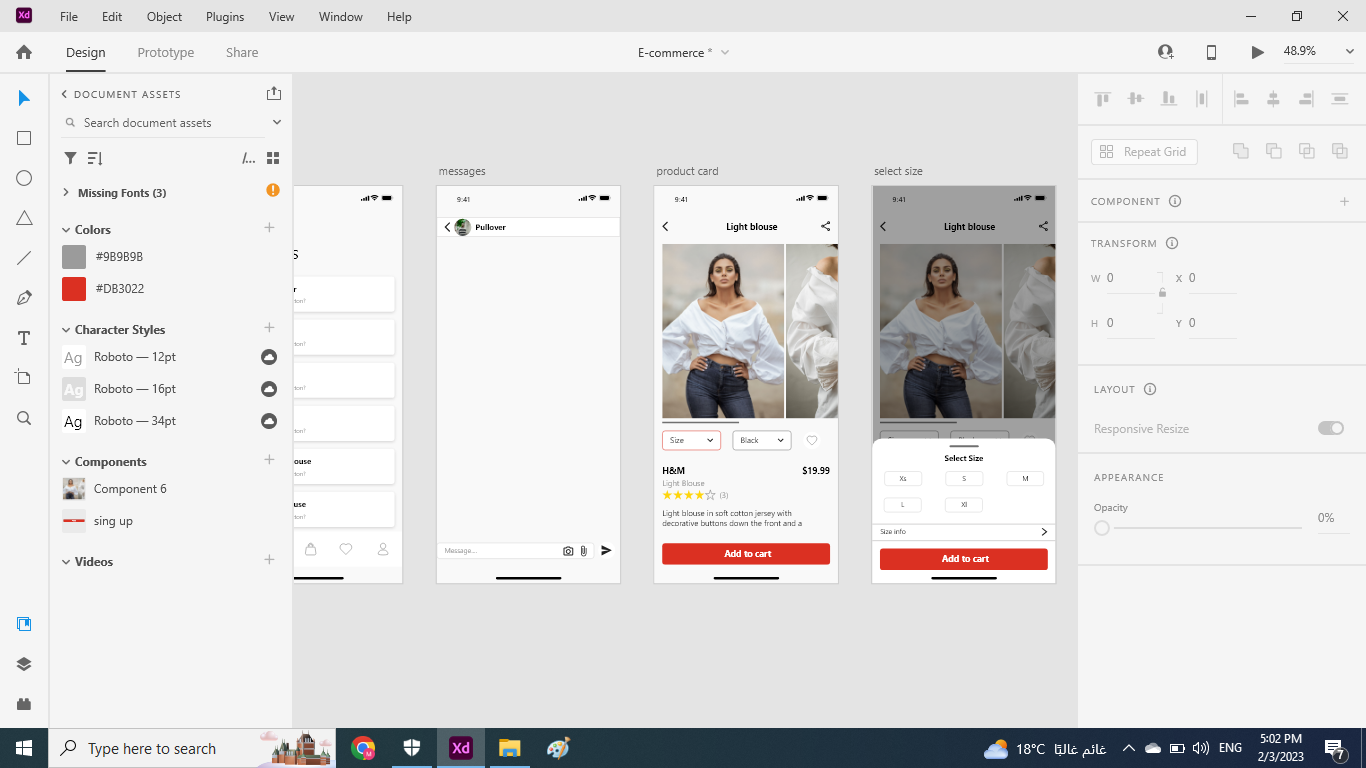 Xd File Edit Object Plugins View Window Help
Design Prototype Share E-commerce * 48.9%
DOCUMENT ASSETS
Search document assets
/...
Missing Fonts (3)
Colors
#9B9B9B
#DB3022
Character Styles
Ag Roboto — 12pt
Ag Roboto — 16pt
Ag Roboto — 34pt
Components
Component 6
sing up
Videos
messages
9:41
Pullover
Message...
product card
9:41
Light blouse
Size Black
H&M $19.99
Light Blouse
(3)
Light blouse in soft cotton jersey with
decorative buttons down the front and a
Add to cart
select size
9:41
Light blouse
Select Size
Xs S M
L Xl
Size info
Add to cart
Repeat Grid
COMPONENT
TRANSFORM
W 0 X 0
H 0 Y 0
LAYOUT
Responsive Resize
APPEARANCE
Opacity
0%
Type here to search
M
Xd
18°C غائم غالبًا
ENG
5:02 PM
2/3/2023
7